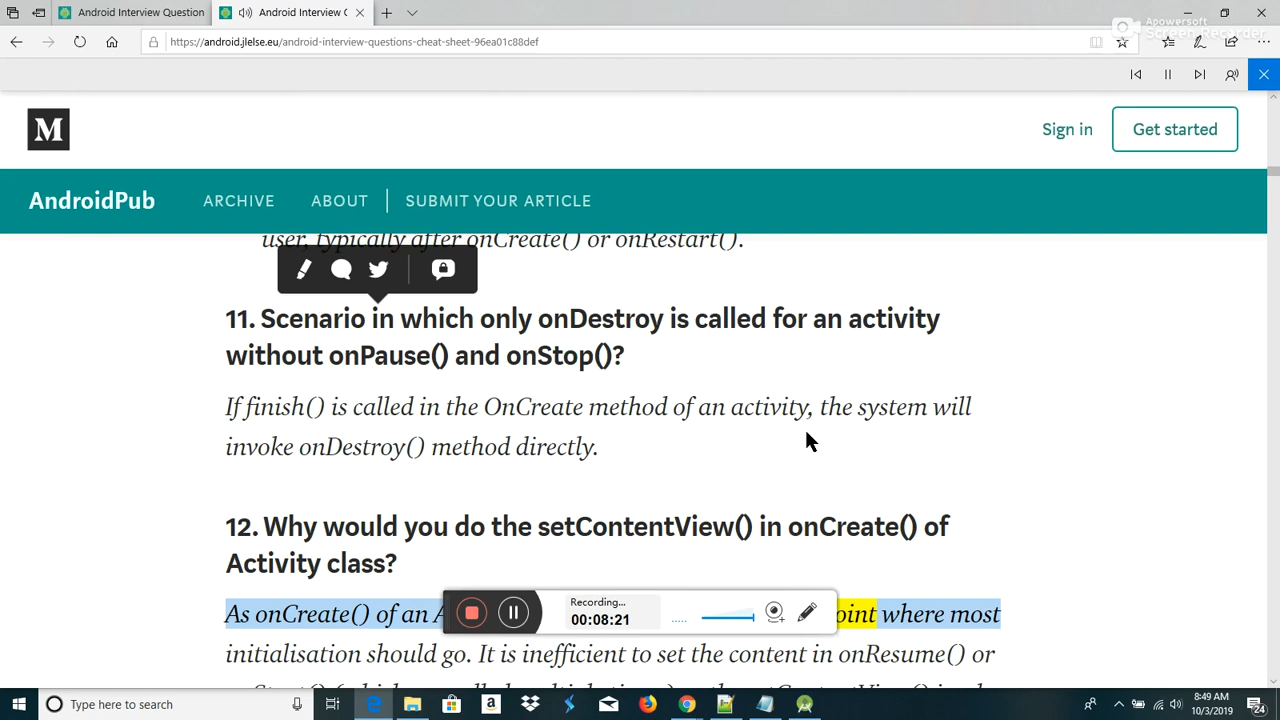 Android Interview Question
Android Interview C
Apowersoft
Screen Recorder
https://android.jlelse.eu/android-interview-questions-cheat-sheet-96ea01c88def
M
Sign in
Get started
AndroidPub
ARCHIVE
ABOUT
SUBMIT YOUR ARTICLE
user, typically after onCreate() or onRestart().
11. Scenario in which only onDestroy is called for an activity
without onPause() and onStop()?
If finish() is called in the OnCreate method of an activity, the system will
invoke onDestroy() method directly.
12. Why would you do the setContentView() in onCreate() of
Activity class?
As onCreate() of an A
oint where most
Recording...
00:08:21
initialisation should go. It is inefficient to set the content in onResume() or
Type here to search
8:49 AM
10/3/2019
24